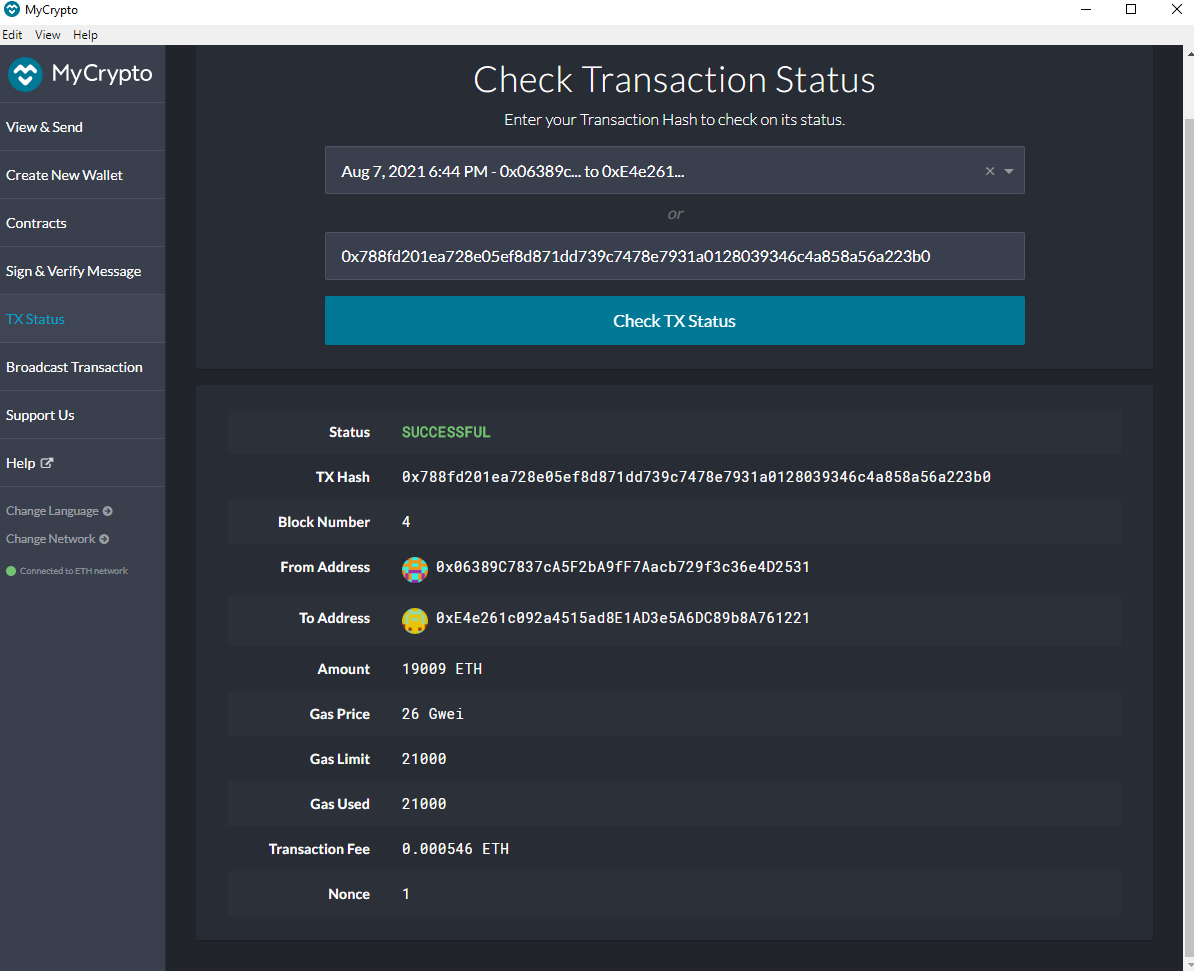 MyCrypto
Edit View Help
MyCrypto
View & Send
Create New Wallet
Contracts
Sign & Verify Message
TX Status
Broadcast Transaction
Support Us
Help
Change Language
Change Network
Connected to ETH network
Check Transaction Status
Enter your Transaction Hash to check on its status.
Aug 7, 2021 6:44 PM - 0x06389c... to 0xE4e261...
or
0x788fd201ea728e05ef8d871dd739c7478e7931a0128039346c4a858a56a223b0
Check TX Status
Status SUCCESSFUL
TX Hash 0x788fd201ea728e05ef8d871dd739c7478e7931a0128039346c4a858a56a223b0
Block Number 4
From Address 0x06389C7837cA5F2bA9fF7Aacb729f3c36e4D2531
To Address 0xE4e261c092a4515ad8E1AD3e5A6DC89b8A761221
Amount 19009 ETH
Gas Price 26 Gwei
Gas Limit 21000
Gas Used 21000
Transaction Fee 0.000546 ETH
Nonce 1